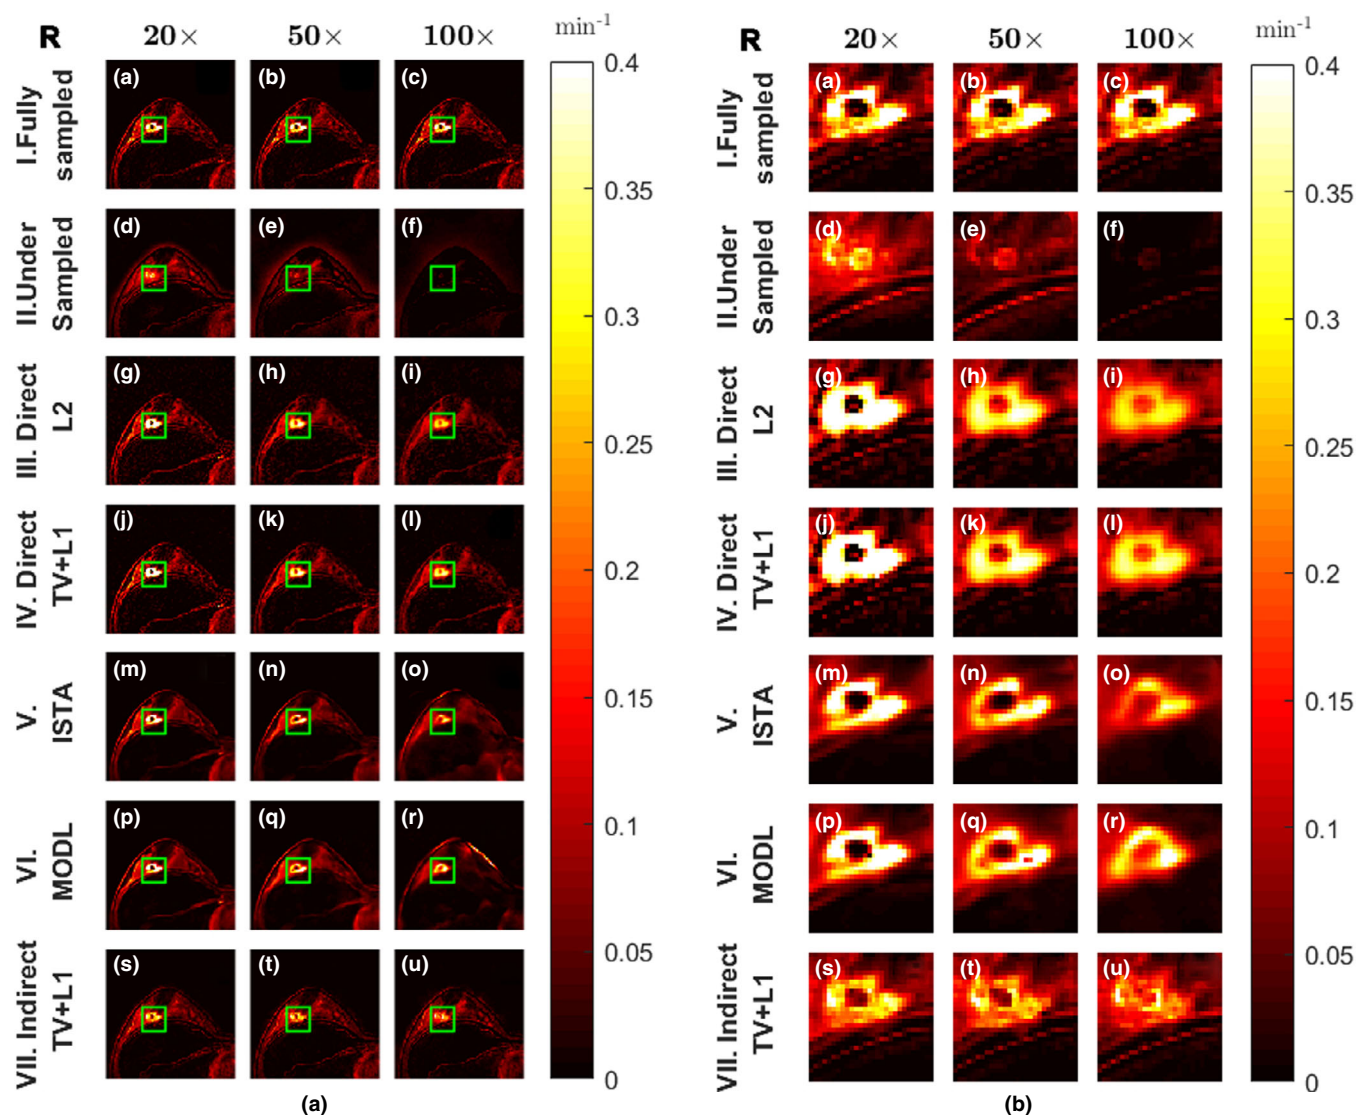 R 20× 50× 100× min⁻¹
I.Fully sampled
(a) (b) (c)
II.Under Sampled
(d) (e) (f)
III. Direct L2
(g) (h) (i)
IV. Direct TV+L1
(j) (k) (l)
V. ISTA
(m) (n) (o)
VI. MODL
(p) (q) (r)
VII. Indirect TV+L1
(s) (t) (u)
0.4
0.35
0.3
0.25
0.2
0.15
0.1
0.05
0
(a)
R 20× 50× 100× min⁻¹
I.Fully sampled
(a) (b) (c)
II.Under Sampled
(d) (e) (f)
III. Direct L2
(g) (h) (i)
IV. Direct TV+L1
(j) (k) (l)
V. ISTA
(m) (n) (o)
VI. MODL
(p) (q) (r)
VII. Indirect TV+L1
(s) (t) (u)
0.4
0.35
0.3
0.25
0.2
0.15
0.1
0.05
0
(b)